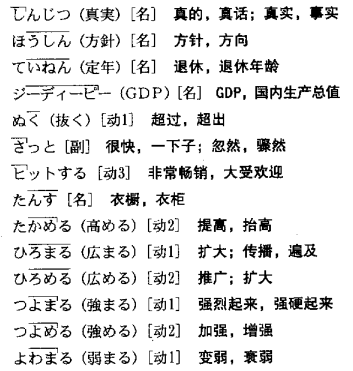 しんじつ（真実）[名] 真的，真话；真实，事实
ほうしん（方針）[名] 方针，方向
ていねん（定年）[名] 退休，退休年龄
ジーディーピー（GDP）[名] GDP，国内生产总值
ぬく（抜く）[动1] 超过，超出
ざっと [副] 很快，一下子；忽然，骤然
ヒットする [动3] 非常畅销，大受欢迎
たんす [名] 衣橱，衣柜
たかめる（高める）[动2] 提高，抬高
ひろまる（広まる）[动1] 扩大；传播，遍及
ひろめる（広める）[动2] 推广；扩大
つよまる（強まる）[动1] 强烈起来，强硬起来
つよめる（強める）[动2] 加强，增强
よわまる（弱まる）[动1] 变弱，衰弱